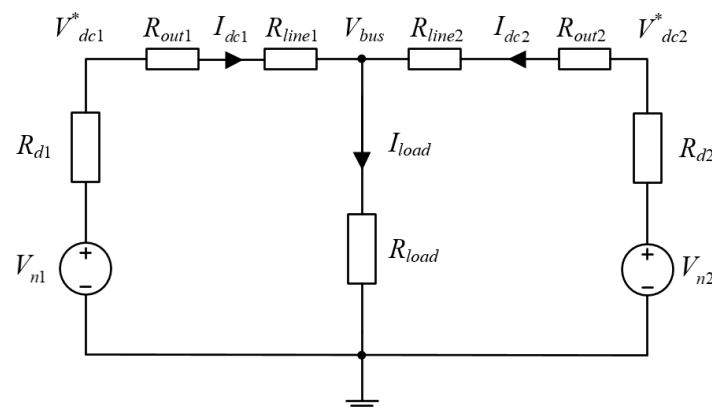 V*dc1 Rout1 Idc1 Rline1 Vbus Rline2 Idc2 Rout2 V*dc2
Rd1 Iload Rd2
Vn1 + − Rload + − Vn2